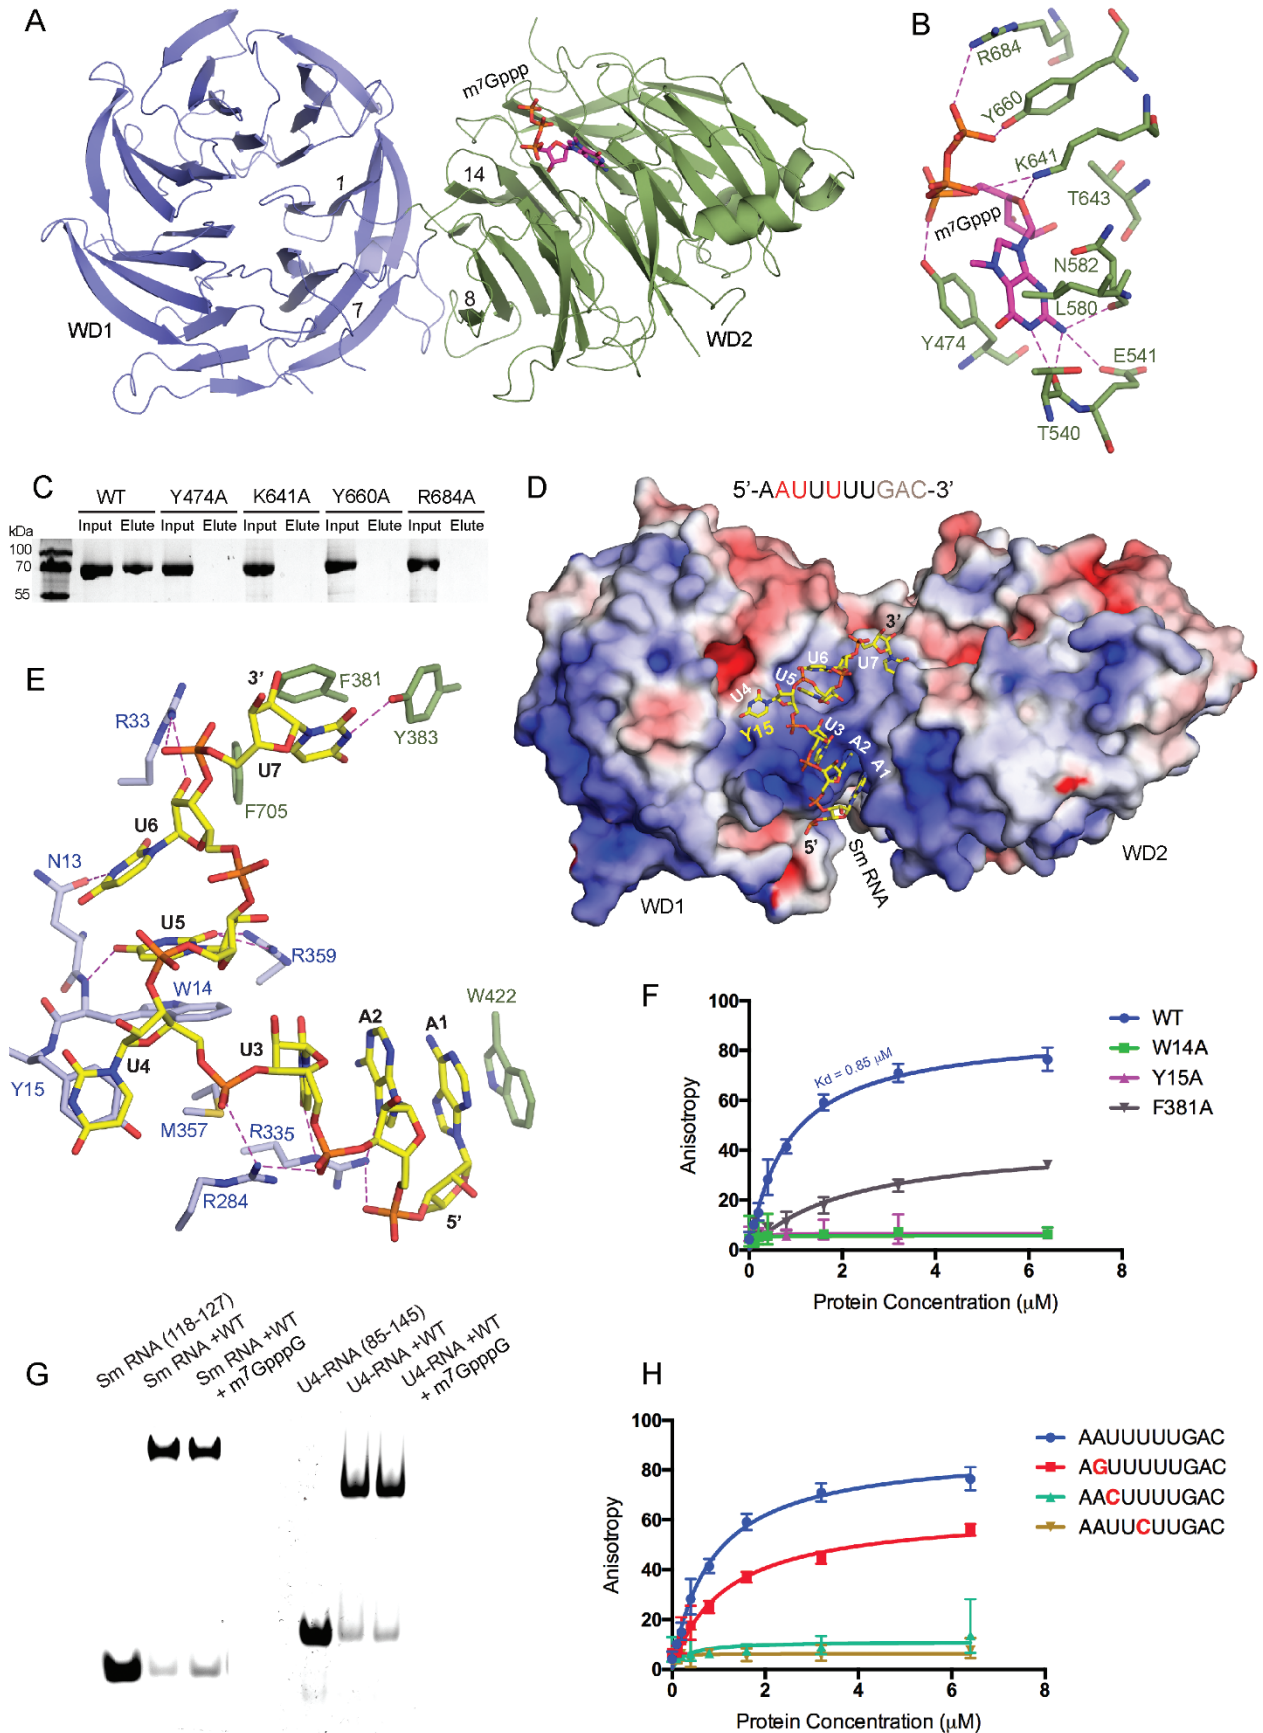 A
m⁷Gppp
1
14
7
8
WD1
WD2
B
R684
Y660
K641
T643
m⁷Gppp
N582
L580
Y474
E541
T540
C
WT Y474A K641A Y660A R684A
Input Elute Input Elute Input Elute Input Elute Input Elute
kDa
100
70
55
D
5'-AAUUUUUGAC-3'
3'
U7
U6
U5
U4
Y15
U3
A2
A1
5'
Sm RNA
WD1
WD2
E
3'
F381
Y383
R33
U7
F705
U6
N13
U5
R359
W14
W422
A2
A1
U3
U4
Y15
M357
R335
R284
5'
F
Anisotropy
100
80
60
40
20
0
0 2 4 6 8
Protein Concentration (μM)
Kd = 0.85 μM
WT
W14A
Y15A
F381A
G
Sm RNA (118-127)
Sm RNA +WT
Sm RNA +WT
+ m⁷GpppG
U4-RNA (85-145)
U4-RNA +WT
U4-RNA +WT
+ m⁷GpppG
H
Anisotropy
100
80
60
40
20
0
0 2 4 6 8
Protein Concentration (μM)
AAUUUUUGAC
AGUUUUUGAC
AACUUUUGAC
AAUUCUUGAC